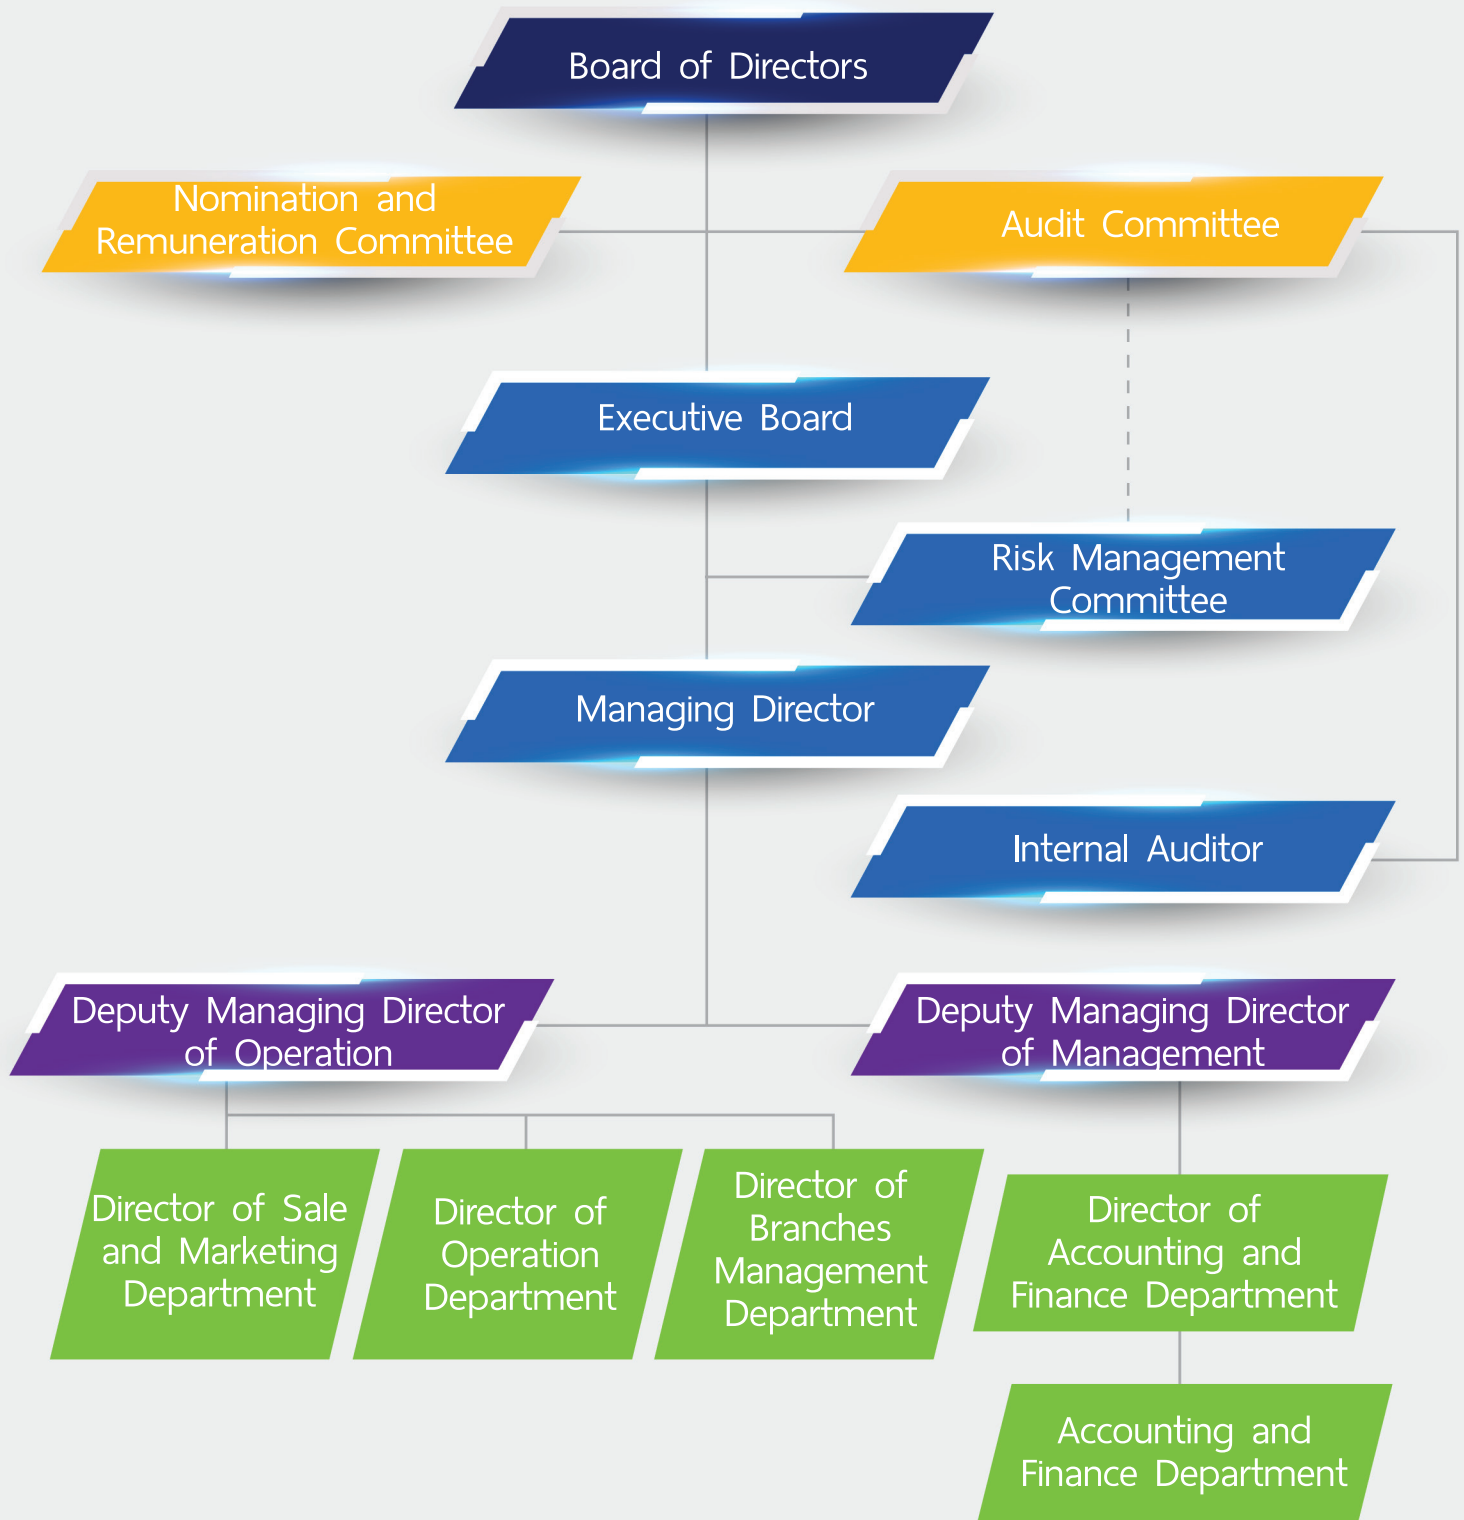 Board of Directors
Nomination and
Remuneration Committee
Audit Committee
Executive Board
Risk Management
Committee
Managing Director
Internal Auditor
Deputy Managing Director
of Operation
Deputy Managing Director
of Management
Director of Sale
and Marketing
Department
Director of
Operation
Department
Director of
Branches
Management
Department
Director of
Accounting and
Finance Department
Accounting and
Finance Department